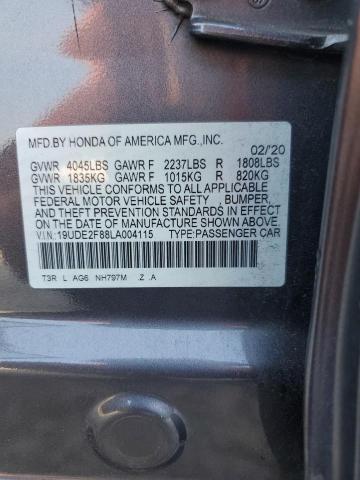 MFD.BY HONDA OF AMERICA MFG.,INC. 02/'20
GVWR 4045LBS GAWR F 2237LBS R 1808LBS
GVWR 1835KG GAWR F 1015KG R 820KG
THIS VEHICLE CONFORMS TO ALL APPLICABLE
FEDERAL MOTOR VEHICLE SAFETY , BUMPER,
AND THEFT PREVENTION STANDARDS IN EFFECT
ON THE DATE OF MANUFACTURE SHOWN ABOVE.
V.I.N:19UDE2F88LA004115 TYPE:PASSENGER CAR
T3R L AG6 NH797M .Z .A